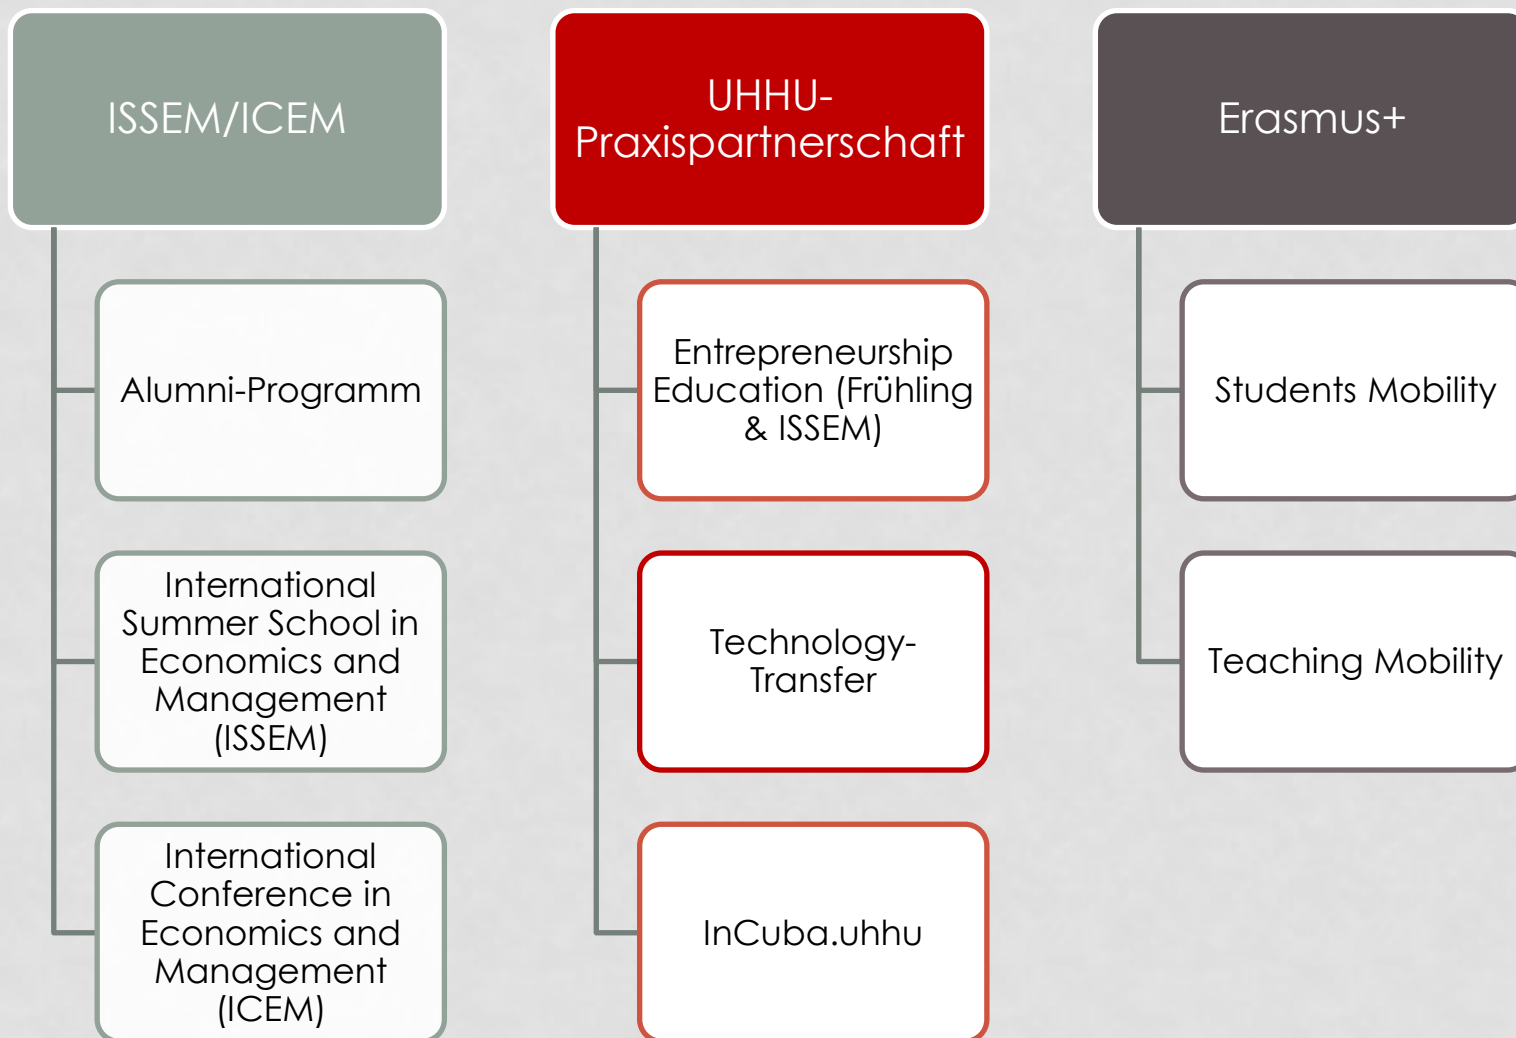 ISSEM/ICEM
Alumni-Programm
International
Summer School in
Economics and
Management
(ISSEM)
International
Conference in
Economics and
Management
(ICEM)
UHHU-
Praxispartnerschaft
Entrepreneurship
Education (Frühling
& ISSEM)
Technology-
Transfer
InCuba.uhhu
Erasmus+
Students Mobility
Teaching Mobility